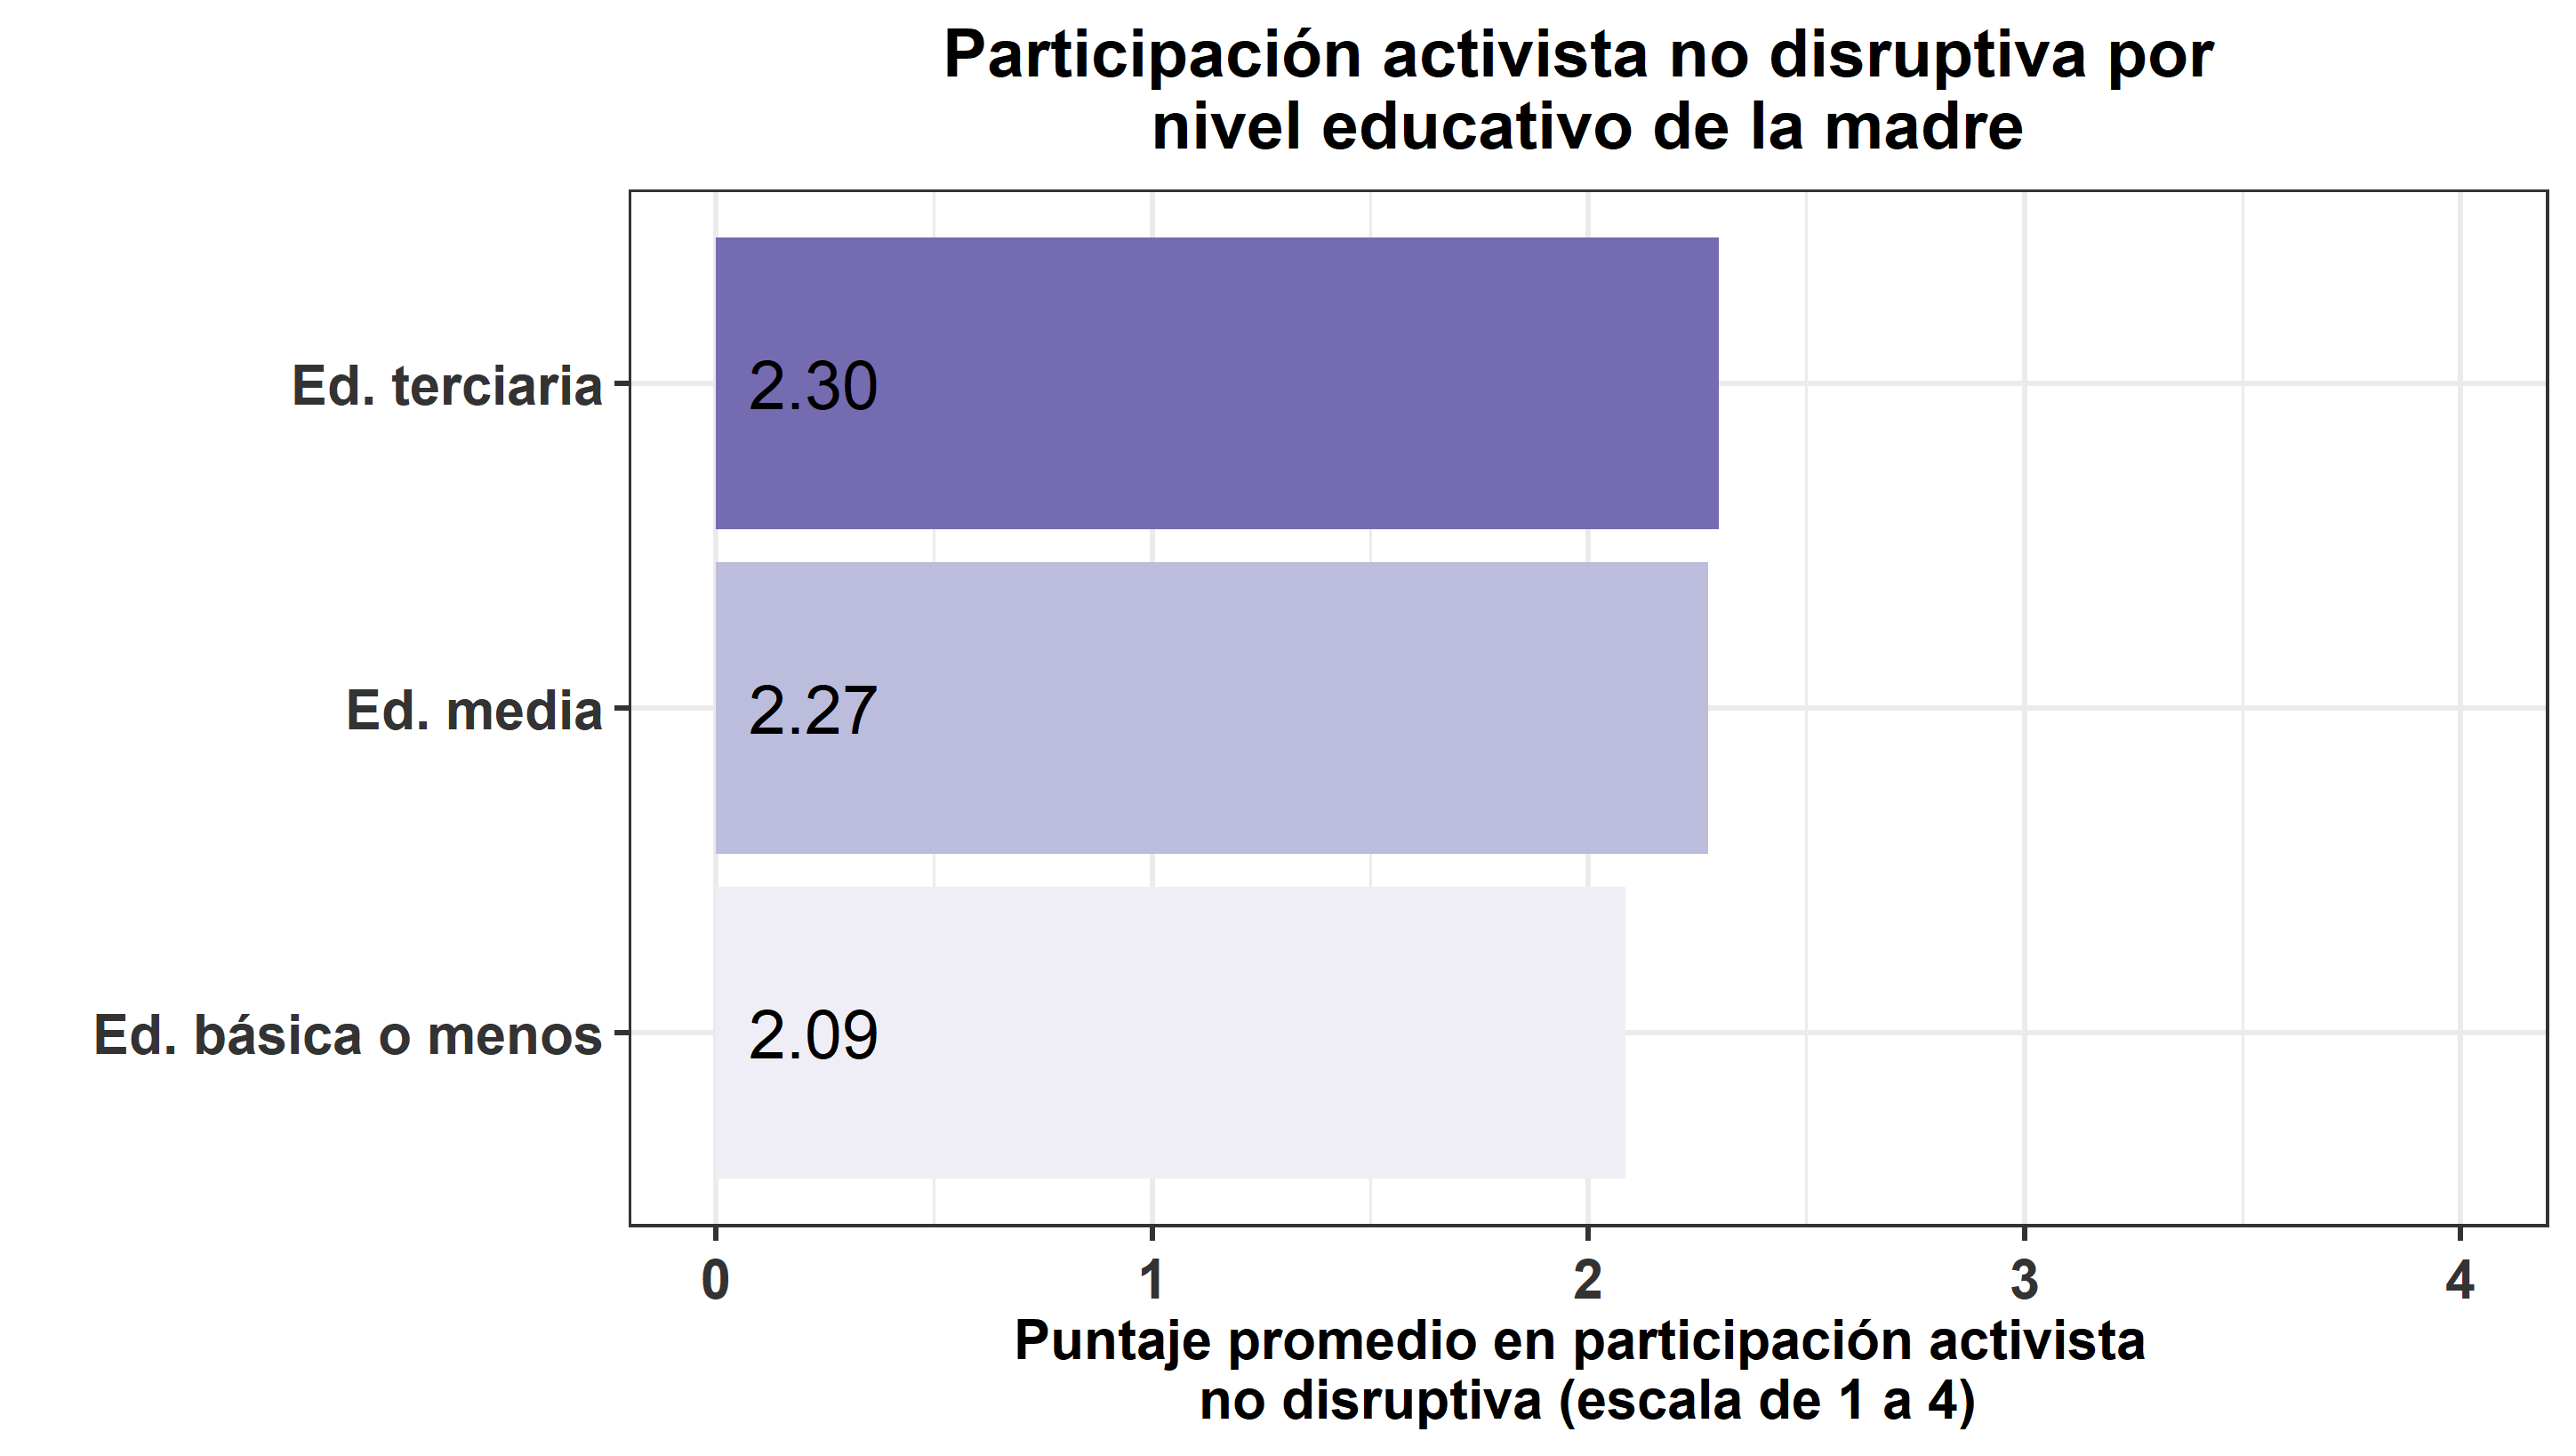 Participación activista no disruptiva por
nivel educativo de la madre
Ed. terciaria
2.30
Ed. media
2.27
Ed. básica o menos
2.09
0 1 2 3 4
Puntaje promedio en participación activista
no disruptiva (escala de 1 a 4)